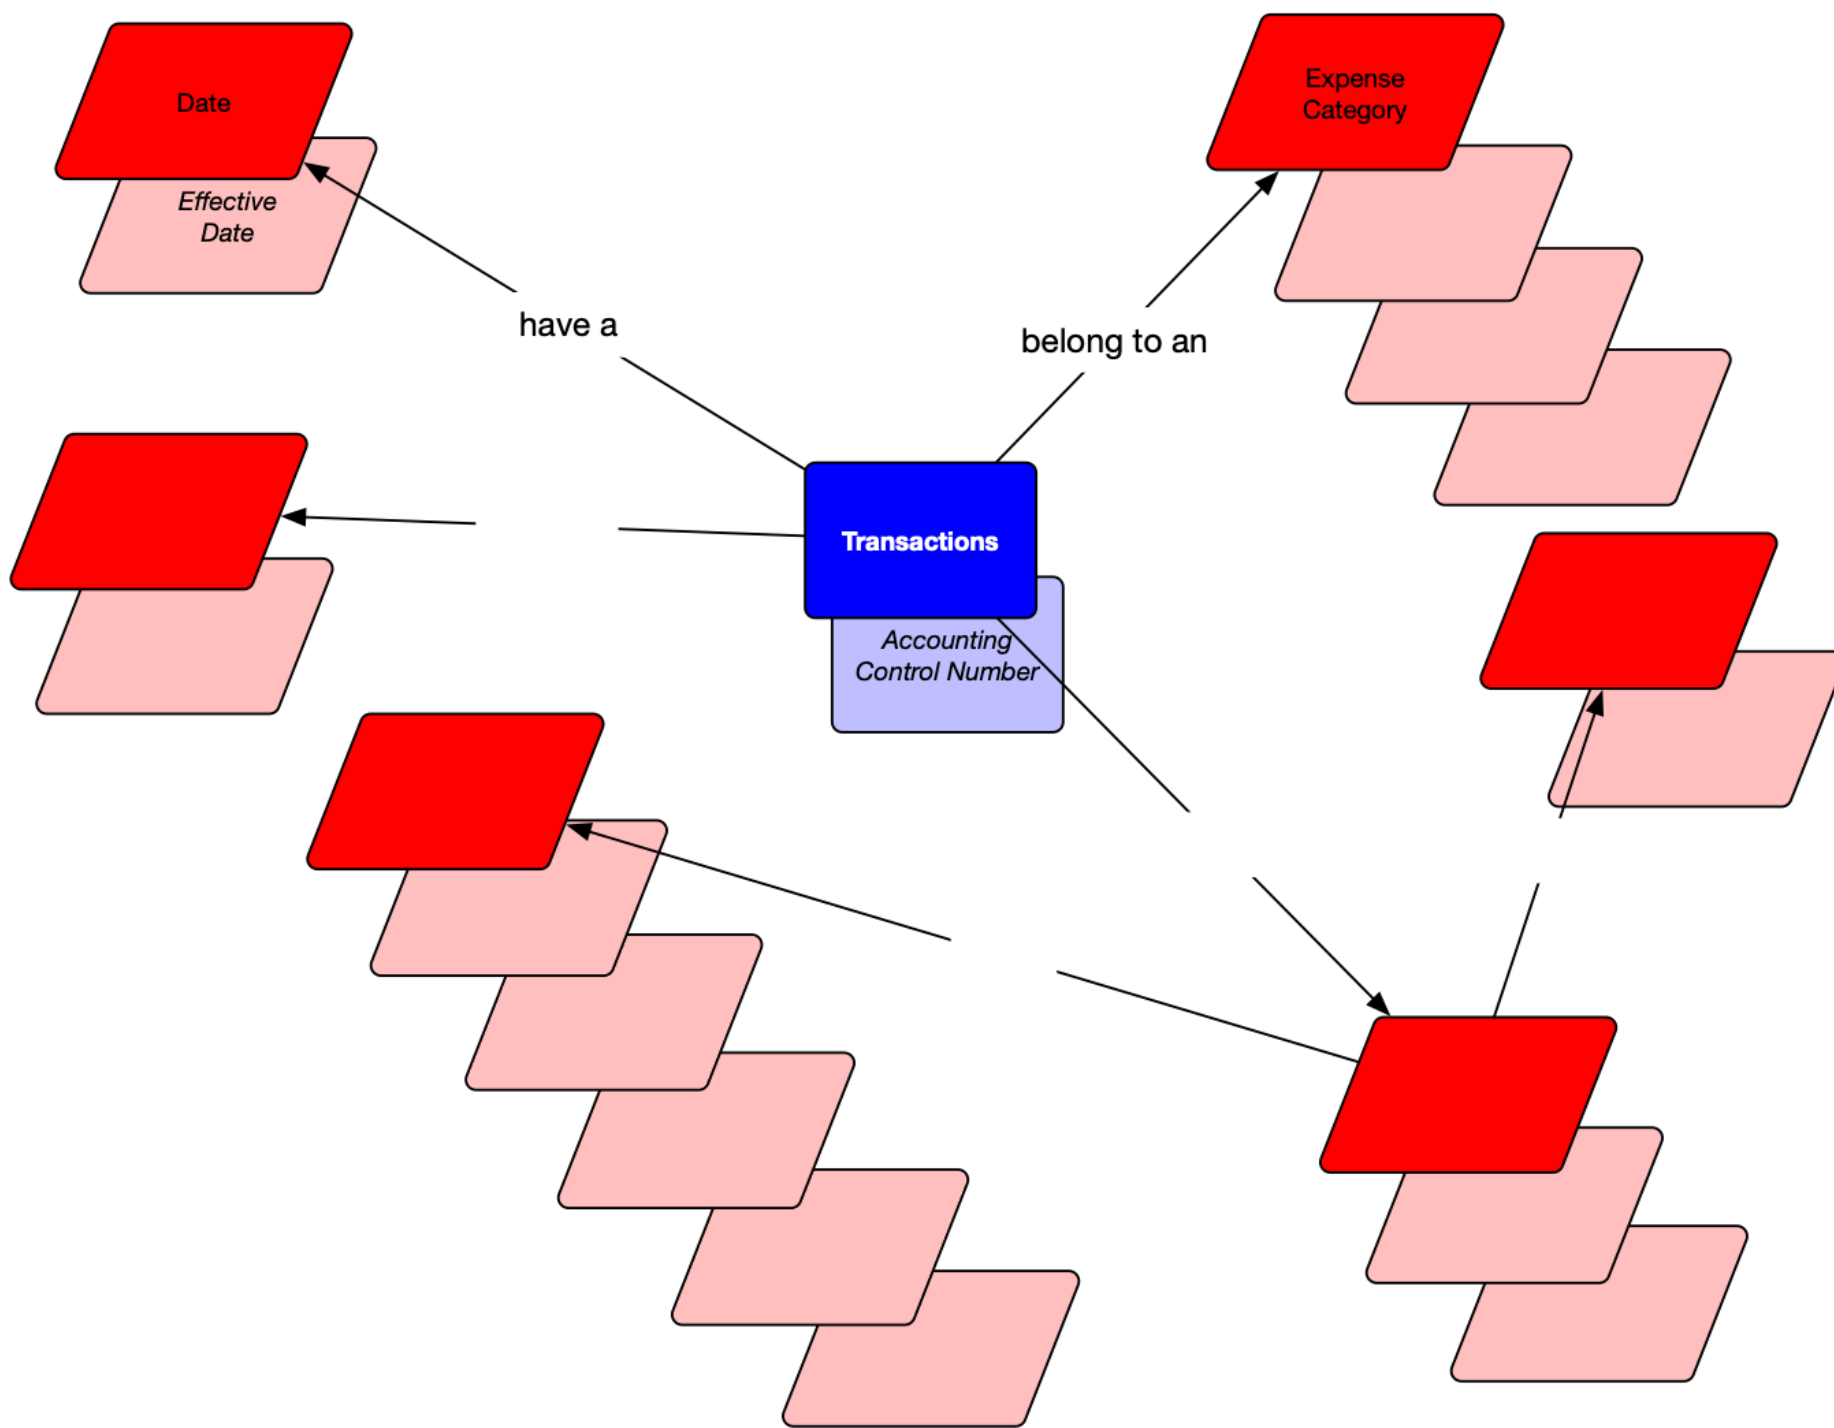 Date
Effective
Date
Expense
Category
have a
belong to an
Transactions
Accounting
Control Number